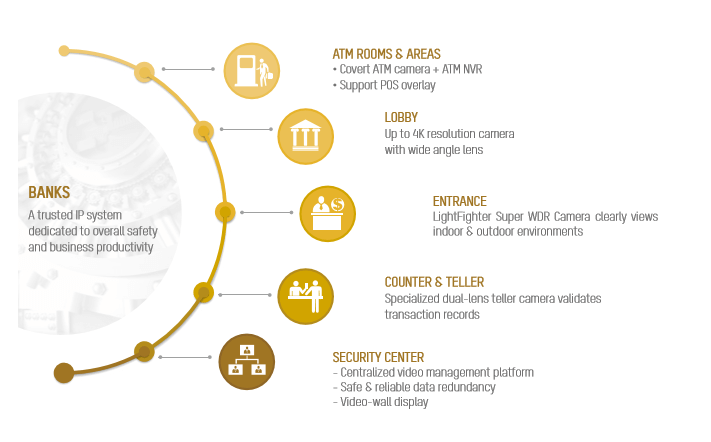 ATM ROOMS & AREAS
• Covert ATM camera + ATM NVR
• Support POS overlay
LOBBY
Up to 4K resolution camera
with wide angle lens
BANKS
A trusted IP system
dedicated to overall safety
and business productivity
ENTRANCE
LightFighter Super WDR Camera clearly views
indoor & outdoor environments
COUNTER & TELLER
Specialized dual-lens teller camera validates
transaction records
SECURITY CENTER
- Centralized video management platform
- Safe & reliable data redundancy
- Video-wall display